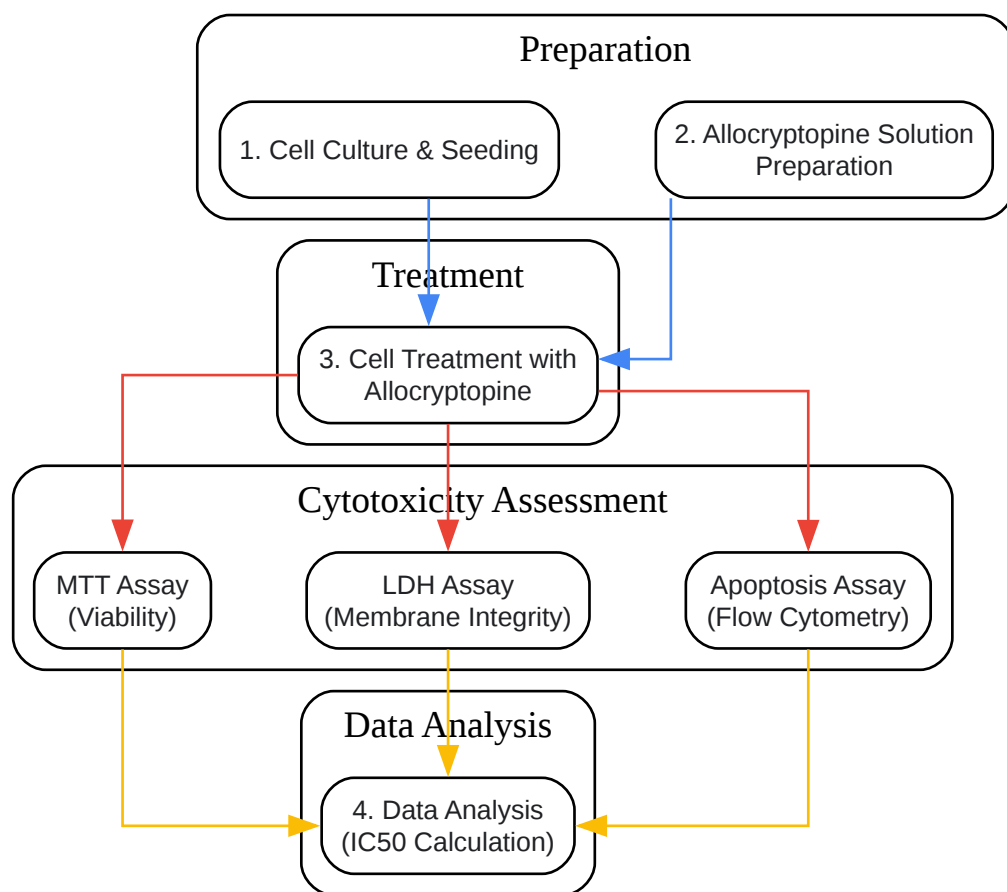 Preparation
1. Cell Culture & Seeding
2. Allocryptopine Solution
Preparation
Treatment
3. Cell Treatment with
Allocryptopine
Cytotoxicity Assessment
MTT Assay
(Viability)
LDH Assay
(Membrane Integrity)
Apoptosis Assay
(Flow Cytometry)
Data Analysis
4. Data Analysis
(IC50 Calculation)